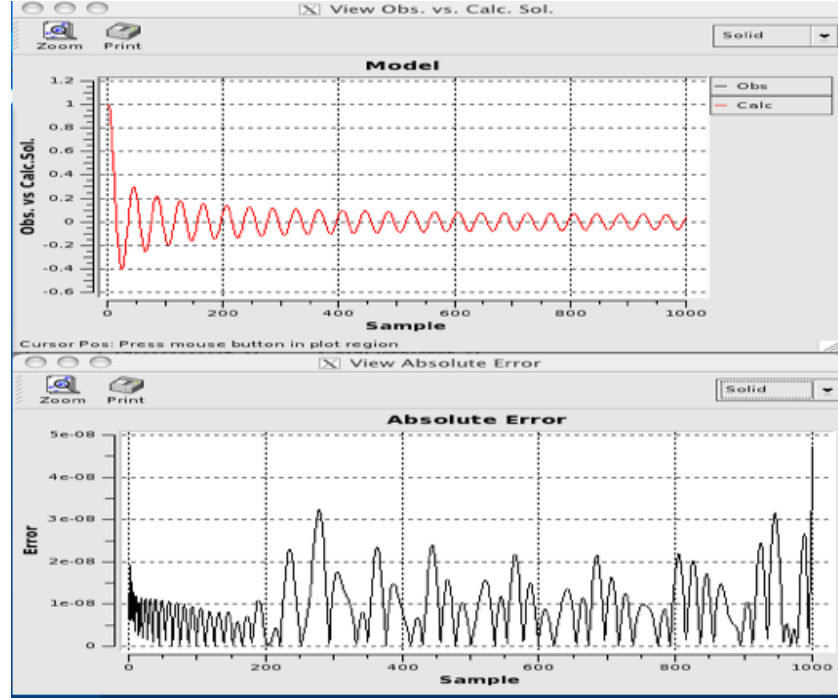 View Obs. vs. Calc. Sol.
Zoom Print Solid
Model
Obs
Calc
1.2
1
0.8
0.6
0.4
0.2
0
-0.2
-0.4
-0.6
Obs. vs Calc.Sol.
0 200 400 600 800 1000
Sample
Cursor Pos: Press mouse button in plot region
View Absolute Error
Zoom Print Solid
Absolute Error
5e-08
4e-08
3e-08
2e-08
1e-08
0
Error
0 200 400 600 800 1000
Sample